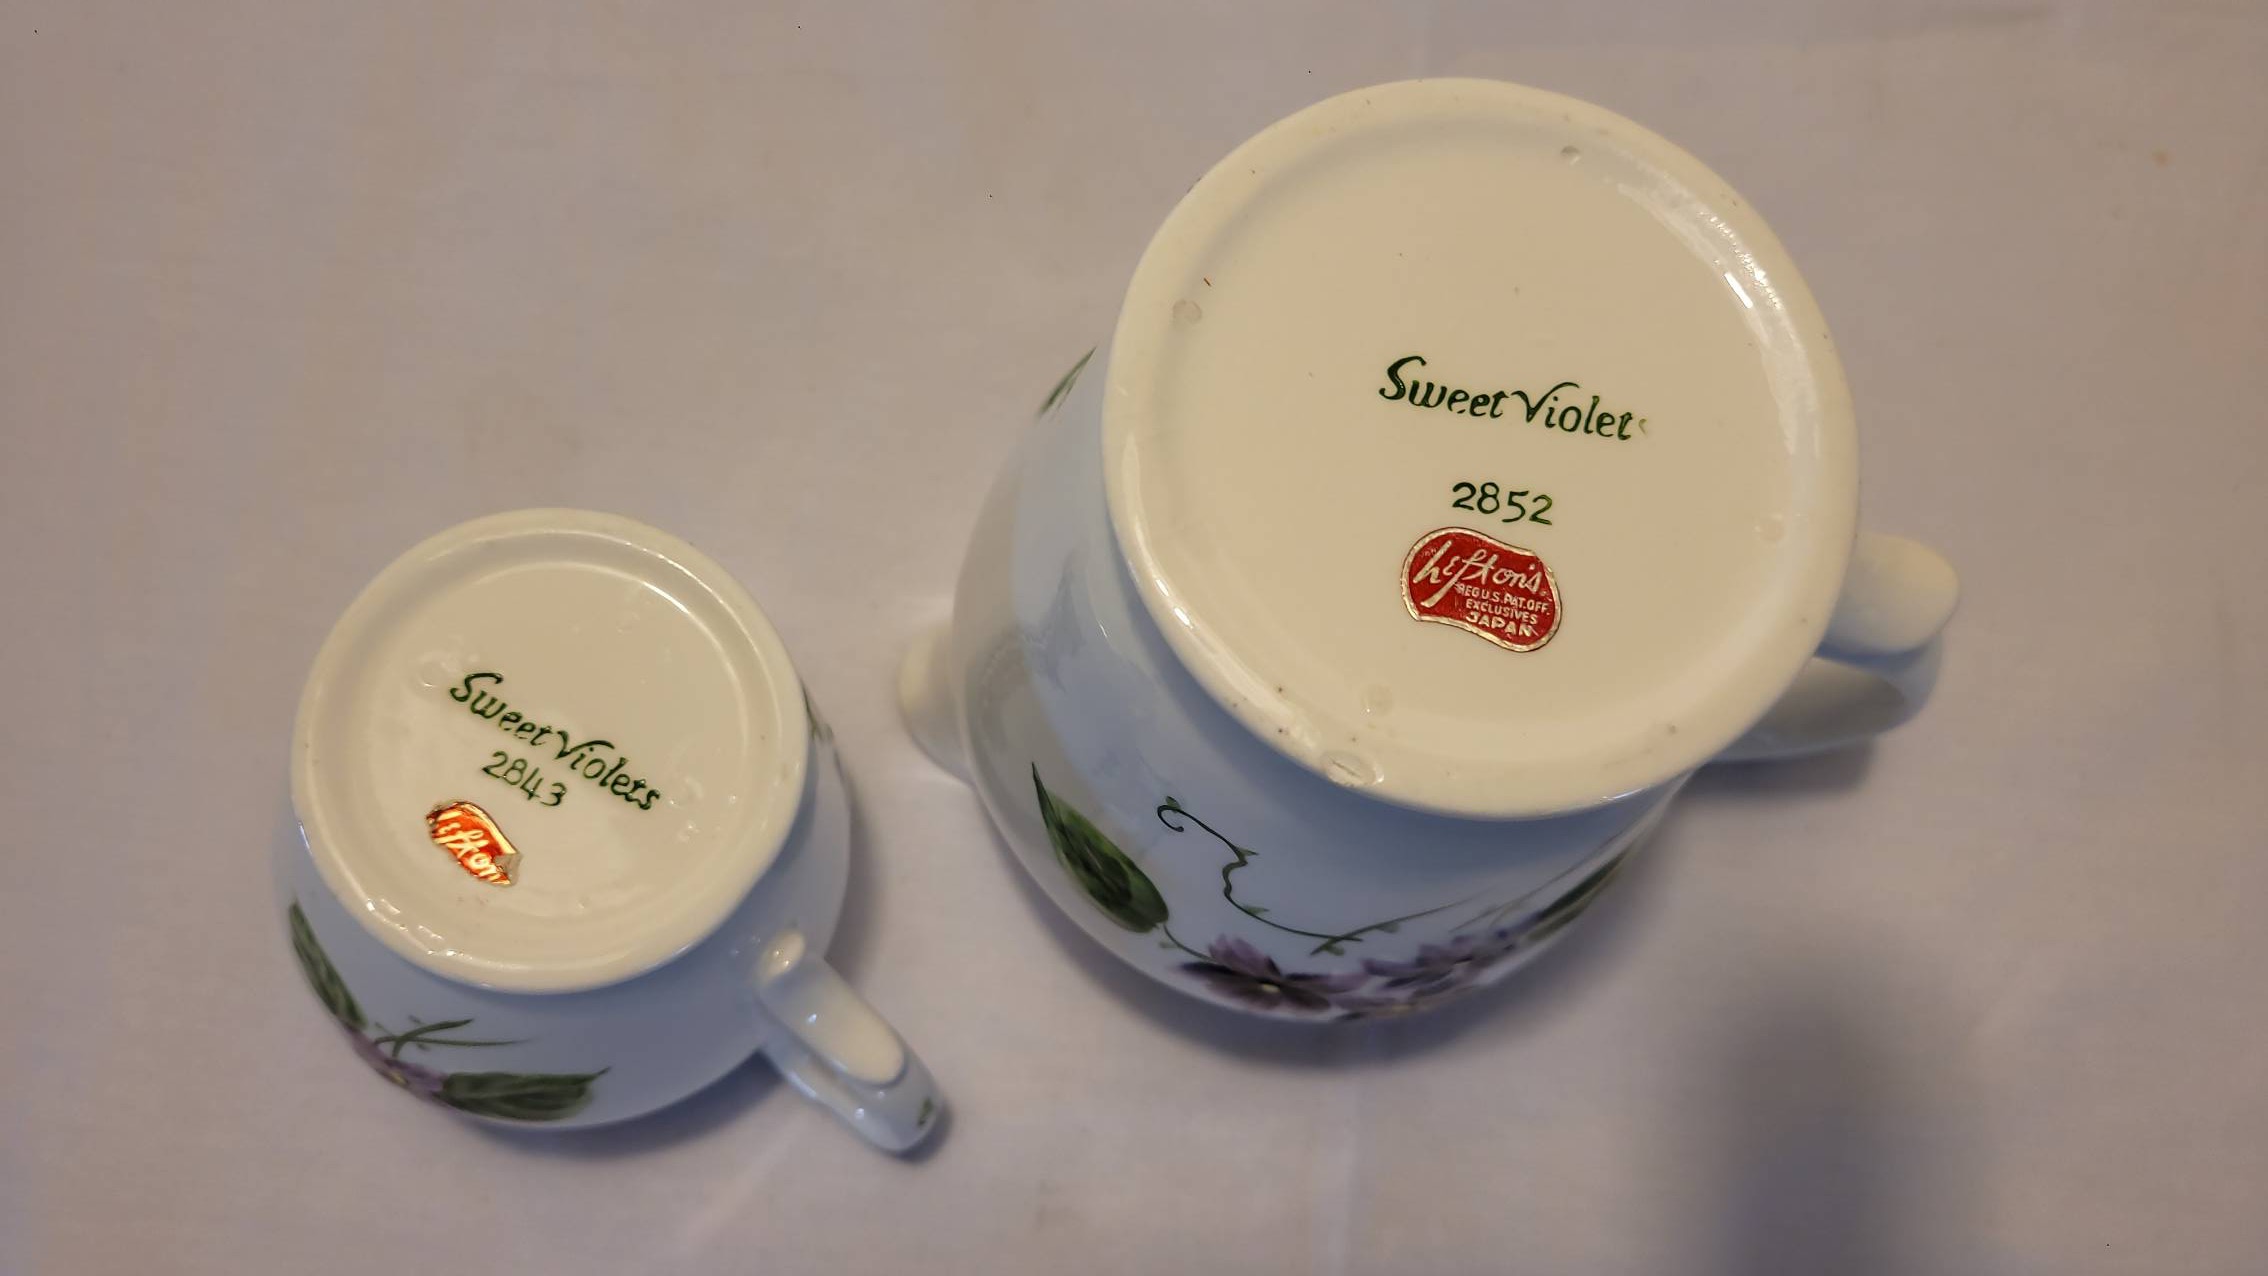 Sweet Violets
2843
Lefton
Sweet Violets
2852
Lefton's
REG U.S. PAT. OFF.
EXCLUSIVES
JAPAN